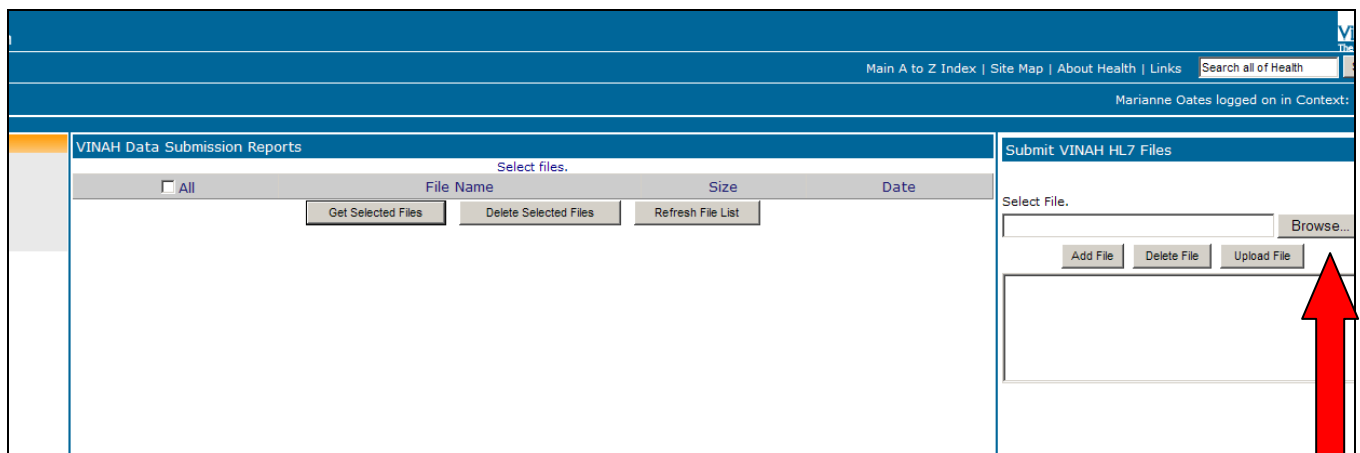 Main A to Z Index | Site Map | About Health | Links Search all of Health
Marianne Oates logged on in Context:
VINAH Data Submission Reports
Select files.
All File Name Size Date
Get Selected Files Delete Selected Files Refresh File List
Submit VINAH HL7 Files
Select File.
Browse...
Add File Delete File Upload File